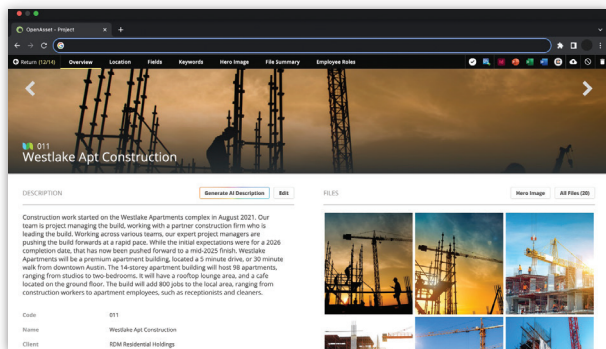 OpenAsset - Project
Return (12/14) Overview Location Fields Keywords Hero Image File Summary Employee Roles
011
Westlake Apt Construction
DESCRIPTION Generate AI Description Edit
FILES Hero Image All Files (20)
Construction work started on the Westlake Apartments complex in August 2021. Our
team is project managing the build, working with a partner construction firm who is
leading the build. Working across various teams, our expert project managers are
pushing the build forwards at a rapid pace. While the initial expectations were for a 2026
completion date, that has now been pushed forward to a mid-2025 finish. Westlake
Apartments will be a premium apartment building, located a 5 minute drive, or 30 minute
walk from downtown Austin. The 14-storey apartment building will host 98 apartments,
ranging from studios to two-bedrooms. It will have a rooftop lounge area, and a cafe
located on the ground floor. The build will add 800 jobs to the local area, ranging from
construction workers to apartment employees, such as receptionists and cleaners.
Code 011
Name Westlake Apt Construction
Client RDM Residential Holdings